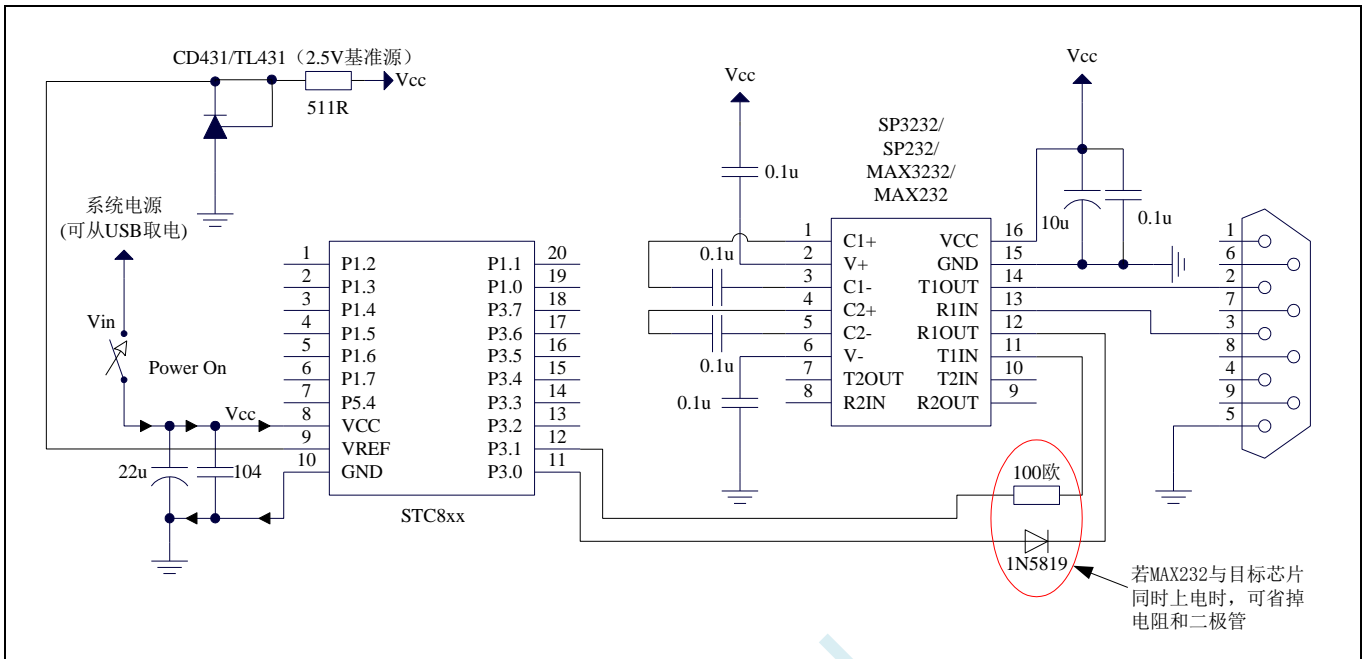 CD431/TL431（2.5V基准源）
Vcc
511R
系统电源
(可从USB取电)
Vin
Power On
Vcc
22u
104
1
2
3
4
5
6
7
8
9
10
P1.2
P1.3
P1.4
P1.5
P1.6
P1.7
P5.4
VCC
VREF
GND
P1.1
P1.0
P3.7
P3.6
P3.5
P3.4
P3.3
P3.2
P3.1
P3.0
20
19
18
17
16
15
14
13
12
11
STC8xx
Vcc
0.1u
0.1u
0.1u
0.1u
SP3232/
SP232/
MAX3232/
MAX232
1
2
3
4
5
6
7
8
C1+
V+
C1-
C2+
C2-
V-
T2OUT
R2IN
VCC
GND
T1OUT
R1IN
R1OUT
T1IN
T2IN
R2OUT
16
15
14
13
12
11
10
9
Vcc
10u
0.1u
1
6
2
7
3
8
4
9
5
100欧
1N5819
若MAX232与目标芯片
同时上电时，可省掉
电阻和二极管